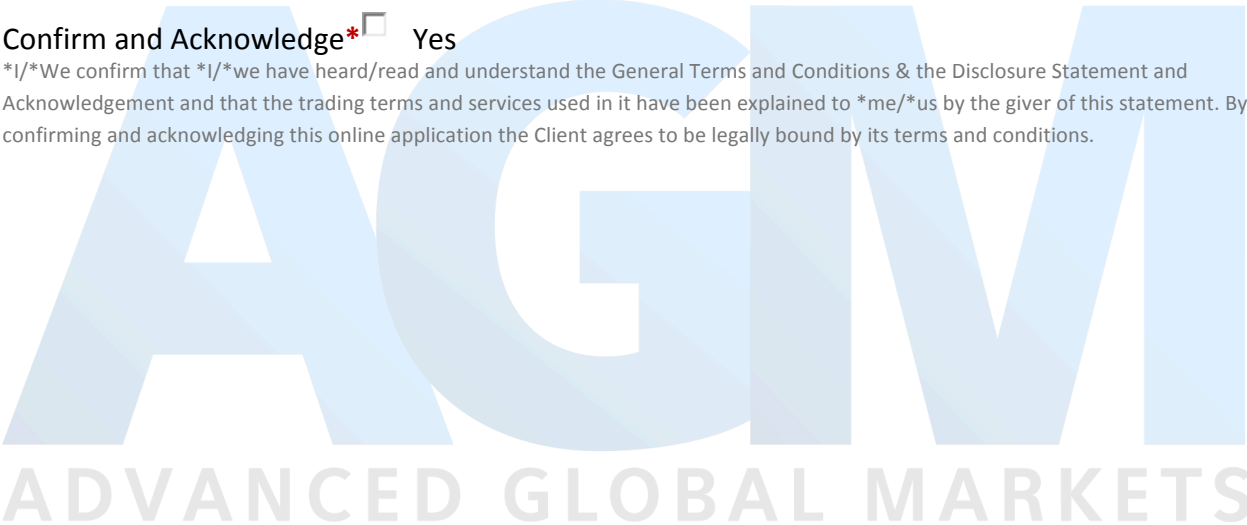 Confirm and Acknowledge* Yes
*I/*We confirm that *I/*we have heard/read and understand the General Terms and Conditions & the Disclosure Statement and
Acknowledgement and that the trading terms and services used in it have been explained to *me/*us by the giver of this statement. By
confirming and acknowledging this online application the Client agrees to be legally bound by its terms and conditions.
AGM
ADVANCED GLOBAL MARKETS